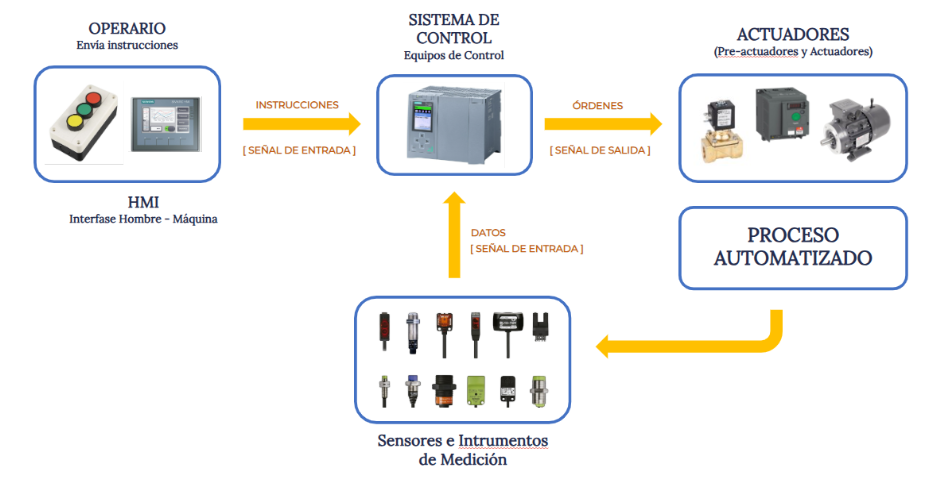 OPERARIO
Envía instrucciones
HMI
Interfase Hombre - Máquina
INSTRUCCIONES
[ SEÑAL DE ENTRADA ]
SISTEMA DE
CONTROL
Equipos de Control
ÓRDENES
[ SEÑAL DE SALIDA ]
ACTUADORES
(Pre-actuadores y Actuadores)
PROCESO
AUTOMATIZADO
DATOS
[ SEÑAL DE ENTRADA ]
Sensores e Intrumentos
de Medición